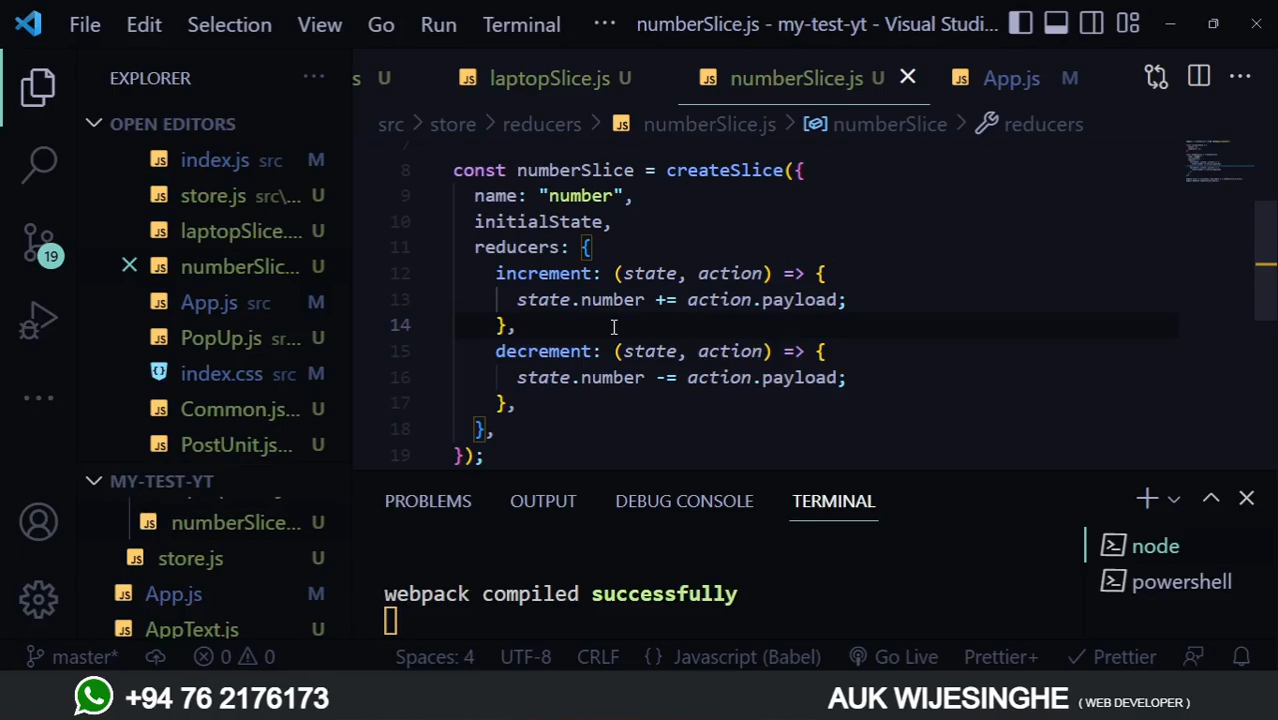 File Edit Selection View Go Run Terminal ··· numberSlice.js - my-test-yt - Visual Studi...
EXPLORER ···
OPEN EDITORS
index.js src M
store.js src\... U
laptopSlice.... U
numberSlic... U
App.js src M
PopUp.js sr... U
index.css src M
Common.js... U
PostUnit.js... U
MY-TEST-YT
numberSlice... U
store.js U
App.js M
AppText.js U
19
s U laptopSlice.js U numberSlice.js U App.js M ···
src > store > reducers > numberSlice.js > numberSlice > reducers
7
8 const numberSlice = createSlice({
9 name: "number",
10 initialState,
11 reducers: {
12 increment: (state, action) => {
13 state.number += action.payload;
14 },
15 decrement: (state, action) => {
16 state.number -= action.payload;
17 },
18 },
19 });
PROBLEMS OUTPUT DEBUG CONSOLE TERMINAL
webpack compiled successfully
node
powershell
master* 0 0 Spaces: 4 UTF-8 CRLF {} Javascript (Babel) Go Live Prettier+ Prettier
+94 76 2176173 AUK WIJESINGHE ( WEB DEVELOPER )